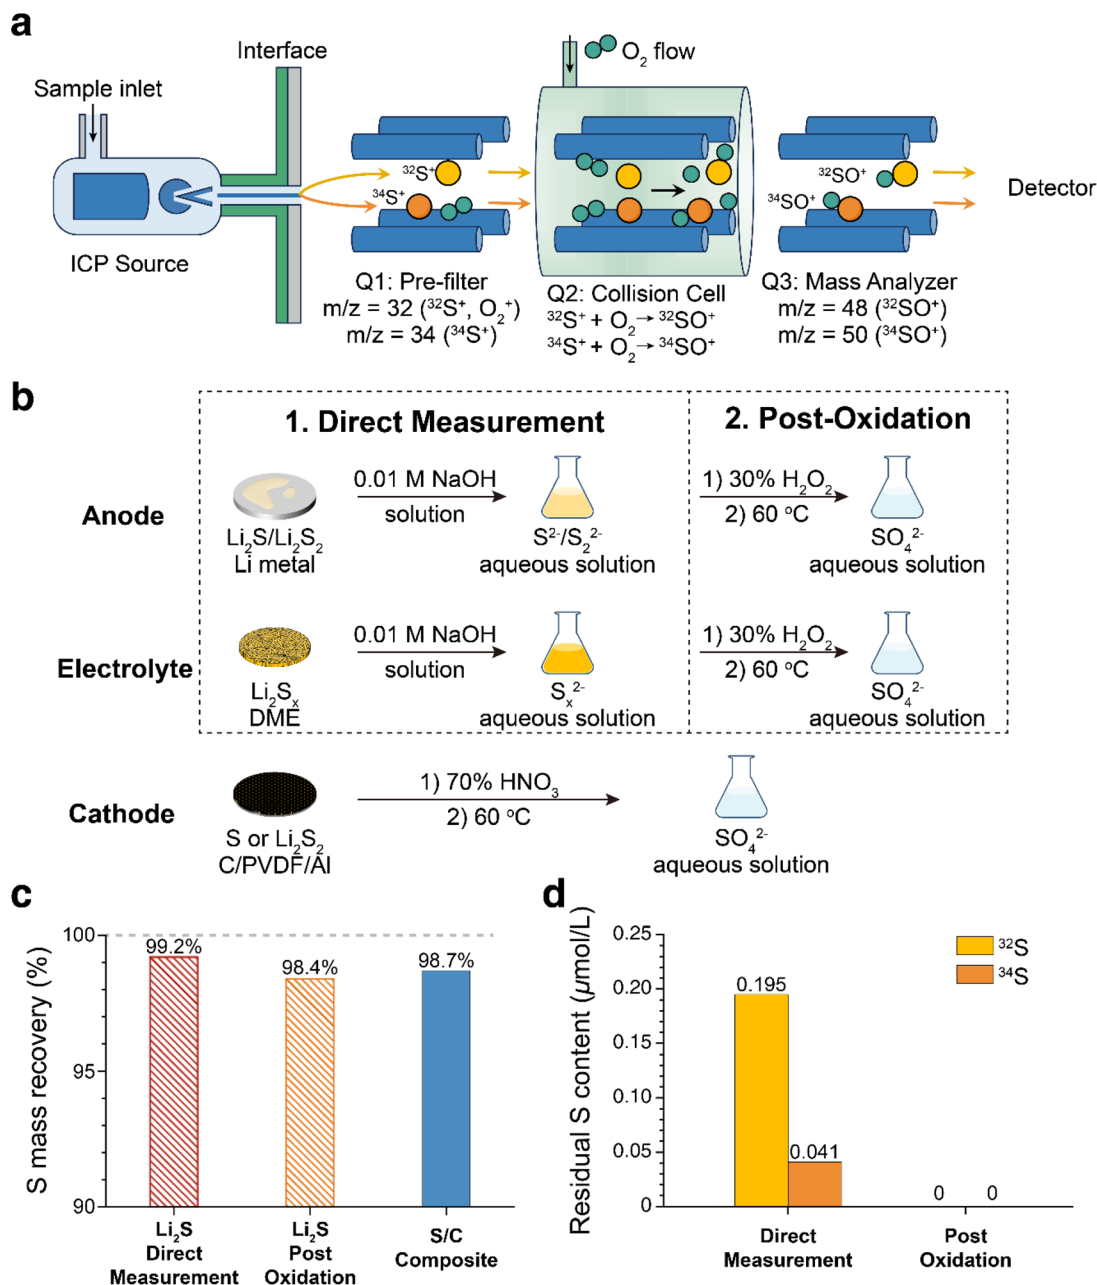 a
Interface
O₂ flow
Sample inlet
³²S⁺
³⁴S⁺
³²SO⁺
³⁴SO⁺
Detector
ICP Source
Q1: Pre-filter
m/z = 32 (³²S⁺, O₂⁺)
m/z = 34 (³⁴S⁺)
Q2: Collision Cell
³²S⁺ + O₂ → ³²SO⁺
³⁴S⁺ + O₂ → ³⁴SO⁺
Q3: Mass Analyzer
m/z = 48 (³²SO⁺)
m/z = 50 (³⁴SO⁺)
b
1. Direct Measurement
2. Post-Oxidation
Anode
Li₂S/Li₂S₂
Li metal
0.01 M NaOH
solution
S²⁻/S₂²⁻
aqueous solution
1) 30% H₂O₂
2) 60 °C
SO₄²⁻
aqueous solution
Electrolyte
Li₂Sₓ
DME
0.01 M NaOH
solution
Sₓ²⁻
aqueous solution
1) 30% H₂O₂
2) 60 °C
SO₄²⁻
aqueous solution
Cathode
S or Li₂S₂
C/PVDF/Al
1) 70% HNO₃
2) 60 °C
SO₄²⁻
aqueous solution
c
S mass recovery (%)
100
95
90
99.2%
98.4%
98.7%
Li₂S
Direct
Measurement
Li₂S
Post
Oxidation
S/C
Composite
d
Residual S content (µmol/L)
0.25
0.20
0.15
0.10
0.05
0
³²S
³⁴S
0.195
0.041
0
0
Direct
Measurement
Post
Oxidation